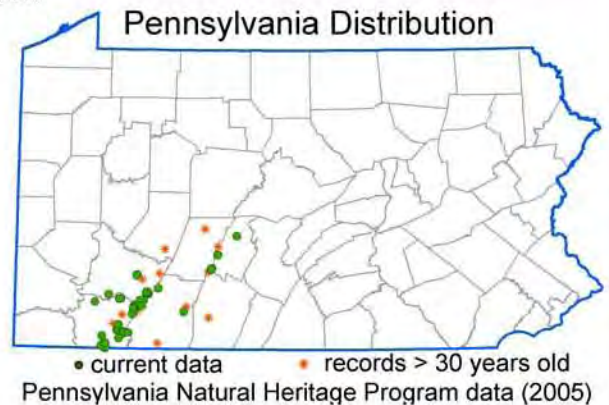 Pennsylvania Distribution
current data records > 30 years old
Pennsylvania Natural Heritage Program data (2005)